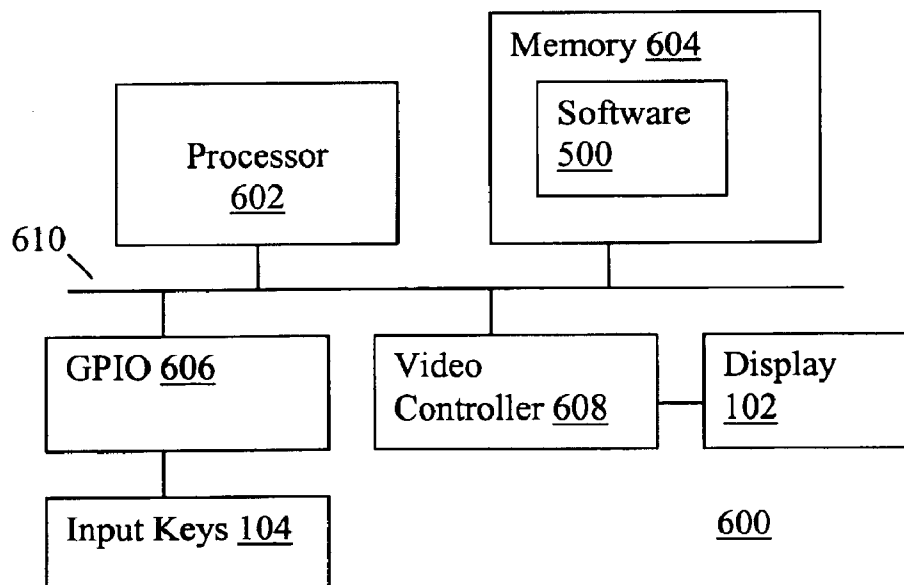 Memory 604
Software
500
Processor
602
610
GPIO 606
Video
Controller 608
Display
102
Input Keys 104
600